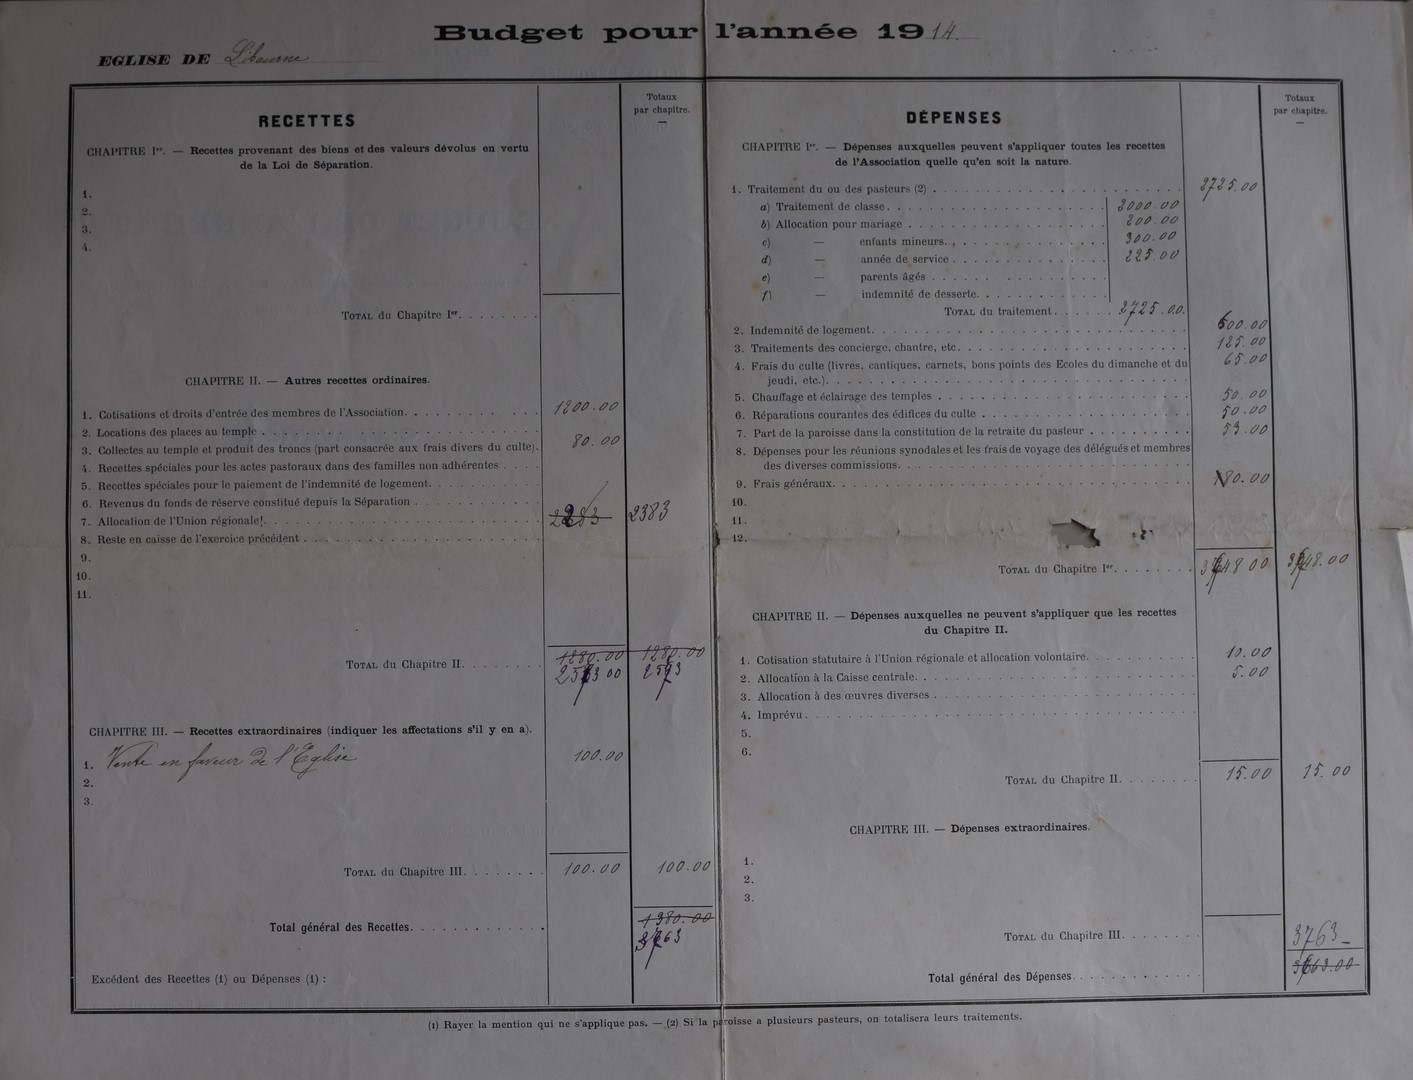 Budget pour l'année 1914.
EGLISE DE Libourne
RECETTES
Totaux
par chapitre.
CHAPITRE Ier. — Recettes provenant des biens et des valeurs dévolus en vertu
de la Loi de Séparation.
1.
2.
3.
4.
TOTAL du Chapitre Ier.
CHAPITRE II. — Autres recettes ordinaires.
1. Cotisations et droits d'entrée des membres de l'Association. 1200.00
2. Locations des places au temple
3. Collectes au temple et produit des troncs (part consacrée aux frais divers du culte). 80.00
4. Recettes spéciales pour les actes pastoraux dans des familles non adhérentes
5. Recettes spéciales pour le paiement de l'indemnité de logement.
6. Revenus du fonds de réserve constitué depuis la Séparation
7. Allocation de l'Union régionale. 2283 2383
8. Reste en caisse de l'exercice précédent
9.
10.
11.
1280.00 1280.00
TOTAL du Chapitre II.
CHAPITRE III. — Recettes extraordinaires (indiquer les affectations s'il y en a).
1. Vente en faveur de l'Eglise 100.00
2.
3.
TOTAL du Chapitre III. 100.00 100.00
1380.00
Total général des Recettes. 3763
Excédent des Recettes (1) ou Dépenses (1) :
DÉPENSES
Totaux
par chapitre.
CHAPITRE Ier. — Dépenses auxquelles peuvent s'appliquer toutes les recettes
de l'Association quelle qu'en soit la nature.
1. Traitement du ou des pasteurs (2) 2725.00
a) Traitement de classe. 2000.00
b) Allocation pour mariage 200.00
c) — enfants mineurs. 300.00
d) — année de service 225.00
e) — parents âgés
f) — indemnité de desserte.
TOTAL du traitement. 2725.00.
2. Indemnité de logement. 600.00
3. Traitements des concierge, chantre, etc. 125.00
4. Frais du culte (livres, cantiques, carnets, bons points des Ecoles du dimanche et du 65.00
jeudi, etc.).
5. Chauffage et éclairage des temples 50.00
6. Réparations courantes des édifices du culte 50.00
7. Part de la paroisse dans la constitution de la retraite du pasteur 53.00
8. Dépenses pour les réunions synodales et les frais de voyage des délégués et membres
des diverses commissions.
9. Frais généraux. 80.00
10.
11.
12.
TOTAL du Chapitre Ier. 3748.00 3748.00
CHAPITRE II. — Dépenses auxquelles ne peuvent s'appliquer que les recettes
du Chapitre II.
1. Cotisation statutaire à l'Union régionale et allocation volontaire. 10.00
2. Allocation à la Caisse centrale. 5.00
3. Allocation à des œuvres diverses
4. Imprévu
5.
6.
TOTAL du Chapitre II. 15.00 15.00
CHAPITRE III. — Dépenses extraordinaires.
1.
2.
3.
TOTAL du Chapitre III. 3763_
Total général des Dépenses.
(1) Rayer la mention qui ne s'applique pas. — (2) Si la paroisse a plusieurs pasteurs, on totalisera leurs traitements.